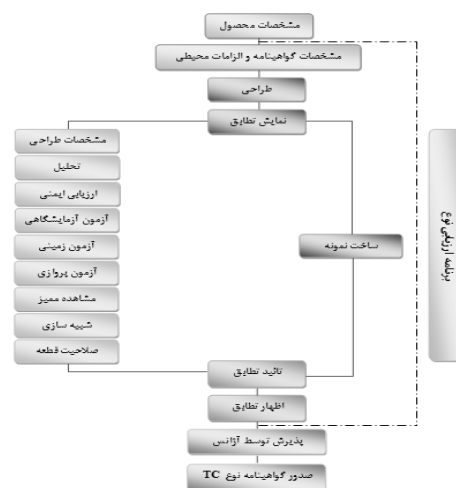 مشخصات محصول
مشخصات گواهینامه و الزامات محیطی
طراحی
نمایش تطابق
مشخصات طراحی
تحلیل
ارزیابی ایمنی
آزمون آزمایشگاهی
آزمون زمینی
آزمون پروازی
مشاهده ممیز
شبیه سازی
صلاحیت قطعه
ساخت نمونه
تائید تطابق
اظهار تطابق
پذیرش توسط آژانس
صدور گواهینامه نوع TC
برنامه ارزیابی نوع